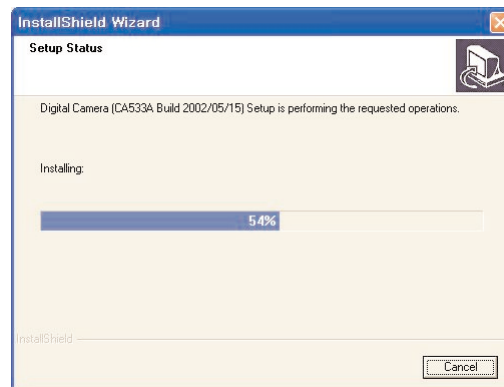 InstallShield Wizard
Setup Status
Digital Camera (CA533A Build 2002/05/15) Setup is performing the requested operations.
Installing:
54%
InstallShield
Cancel